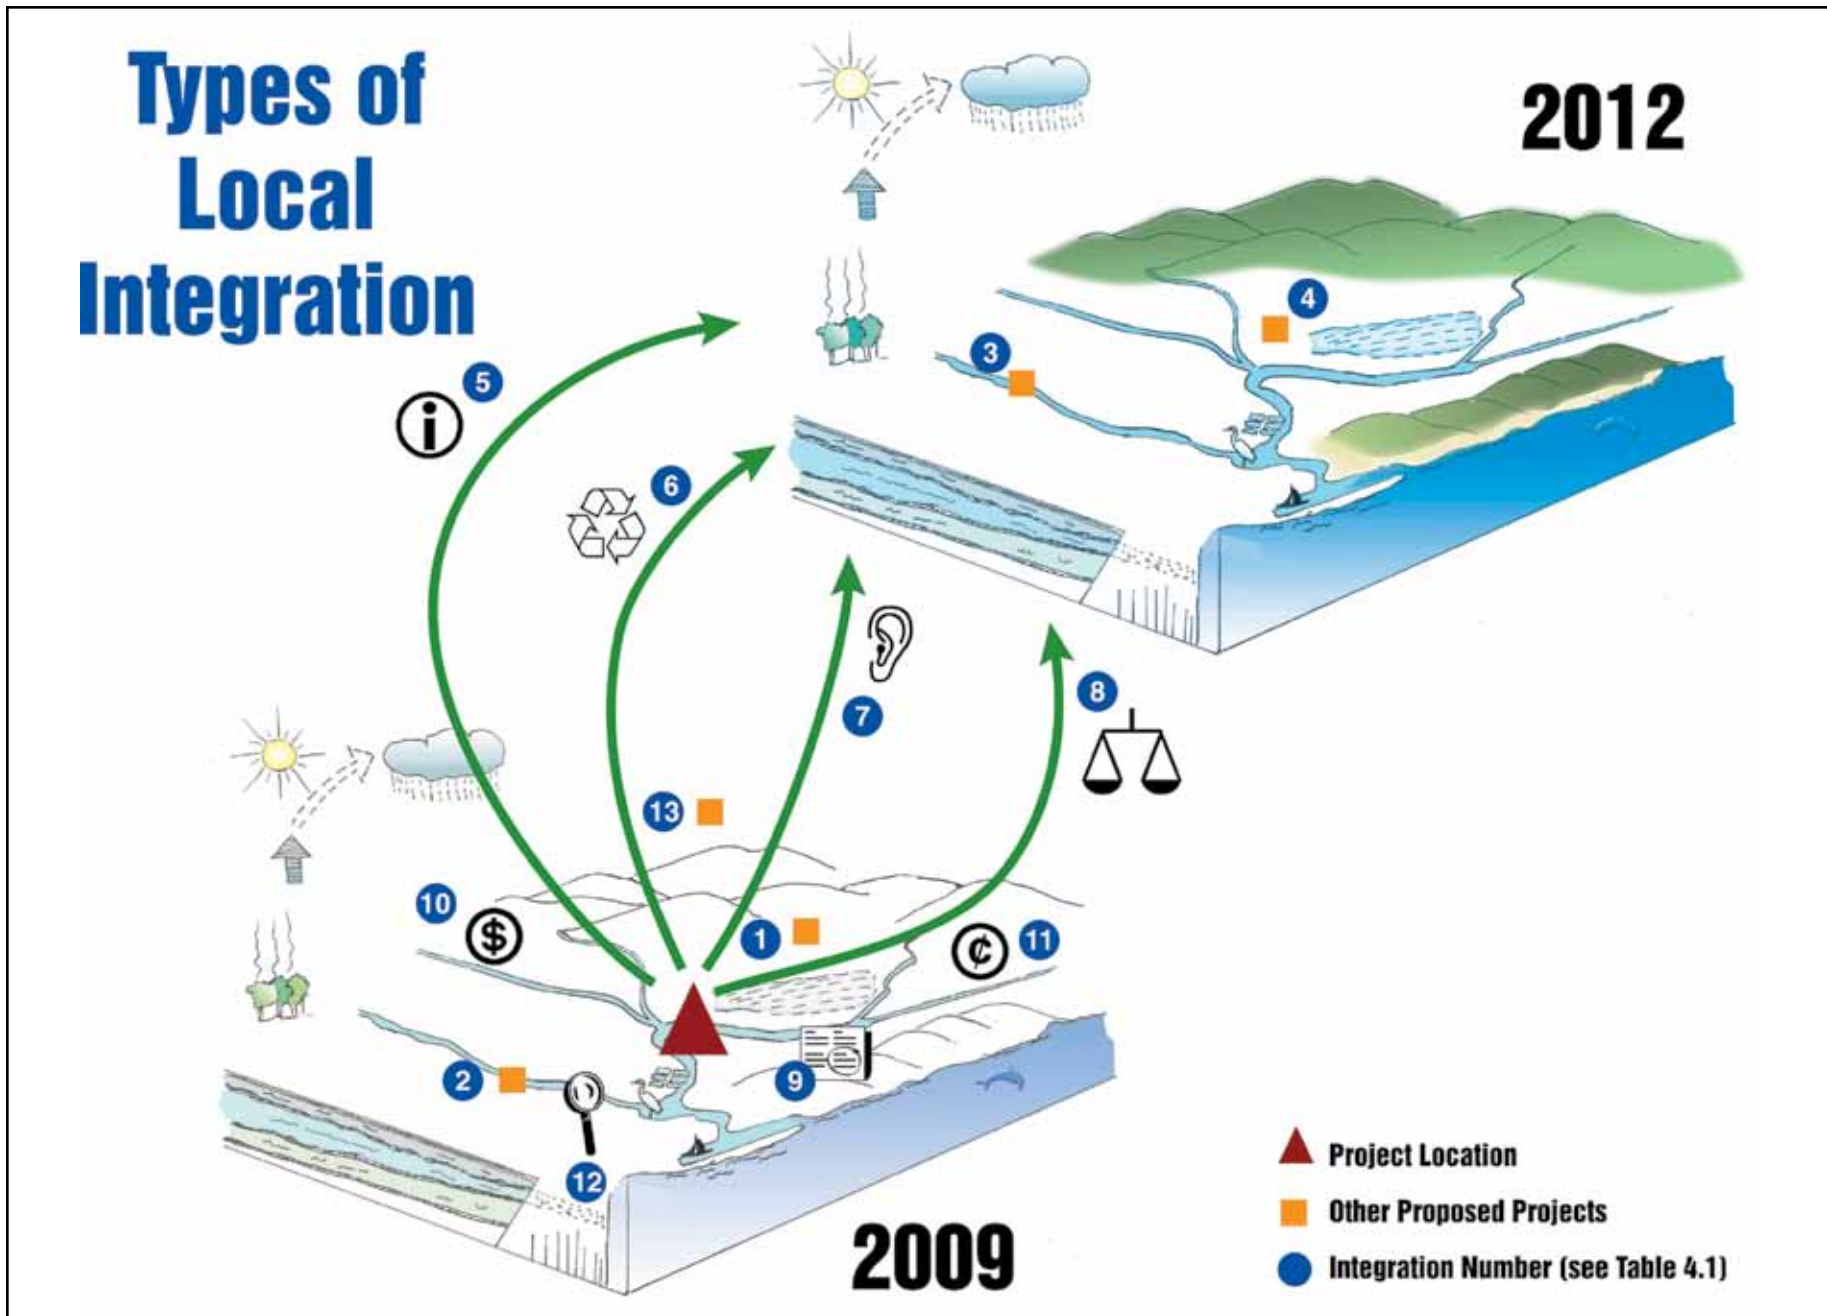 Types of
Local
Integration
2012
4
3
5
6
7
8
13
10
$
1
¢
11
2
9
12
2009
Project Location
Other Proposed Projects
Integration Number (see Table 4.1)